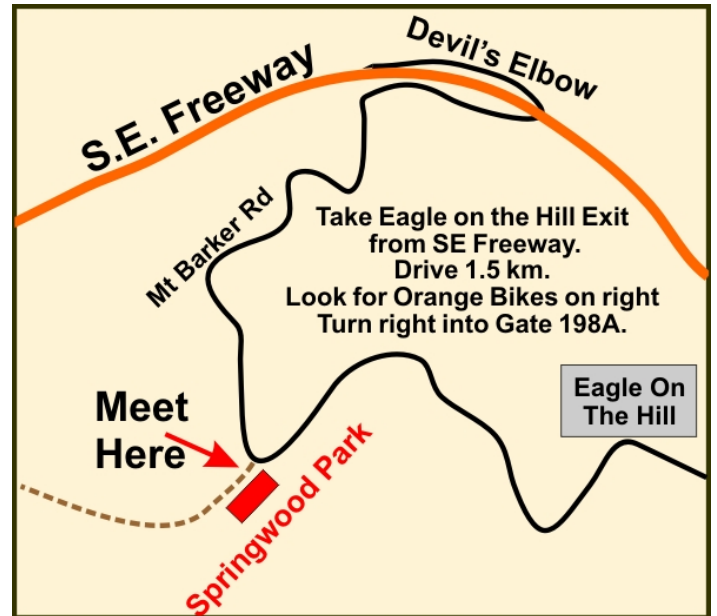 Devil's Elbow
S.E. Freeway
Mt Barker Rd
Take Eagle on the Hill Exit
from SE Freeway.
Drive 1.5 km.
Look for Orange Bikes on right
Turn right into Gate 198A.
Eagle On
The Hill
Meet
Here
Springwood Park